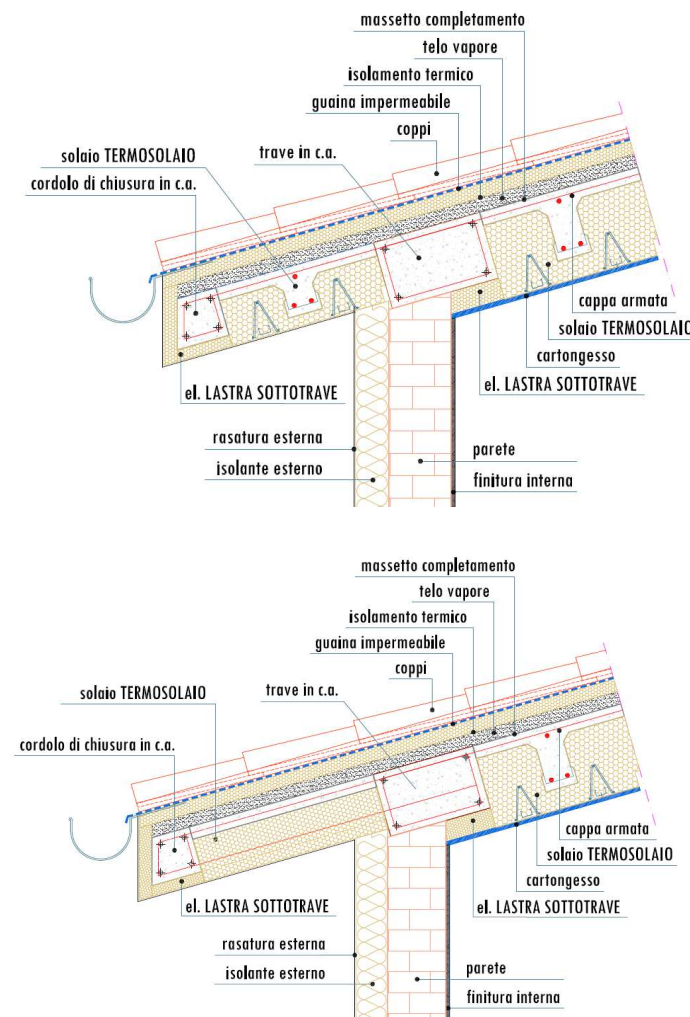 massetto completamento
telo vapore
isolamento termico
guaina impermeabile
coppi
solaio TERMOSOLAIO
trave in c.a.
cordolo di chiusura in c.a.
cappa armata
solaio TERMOSOLAIO
cartongesso
el. LASTRA SOTTOTRAVE
el. LASTRA SOTTOTRAVE
rasatura esterna
parete
isolante esterno
finitura interna
massetto completamento
telo vapore
isolamento termico
guaina impermeabile
coppi
solaio TERMOSOLAIO
trave in c.a.
cordolo di chiusura in c.a.
cappa armata
solaio TERMOSOLAIO
cartongesso
el. LASTRA SOTTOTRAVE
el. LASTRA SOTTOTRAVE
rasatura esterna
parete
isolante esterno
finitura interna